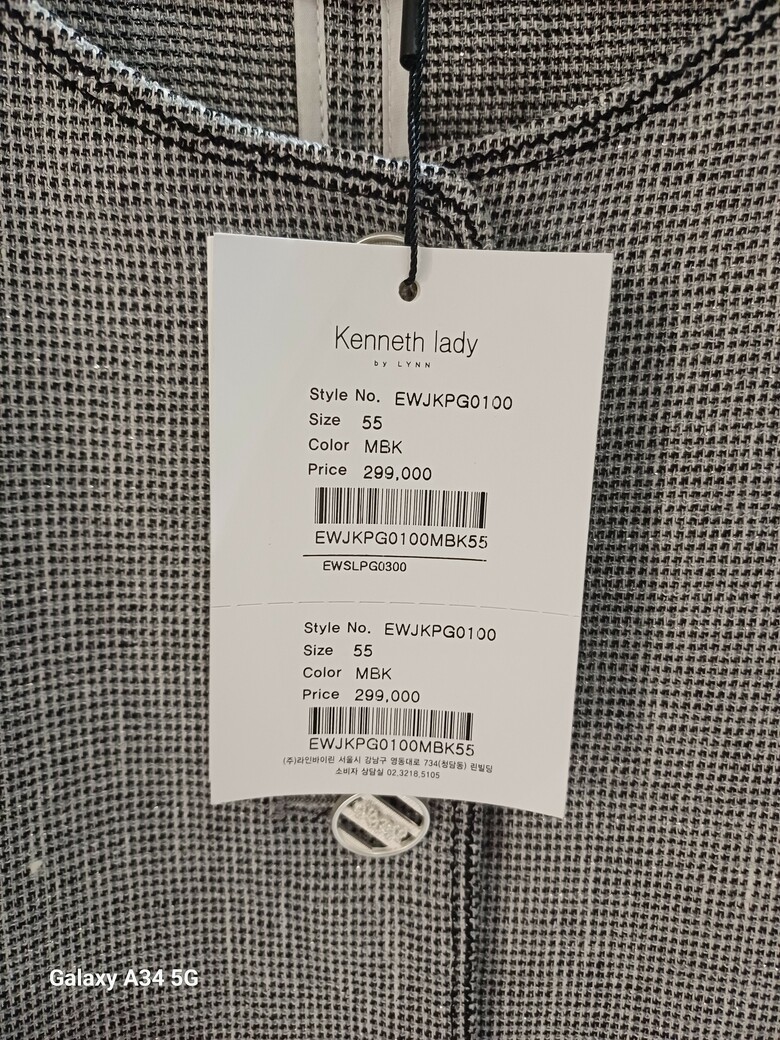 Kenneth lady
by LYNN
Style No. EWJKPG0100
Size 55
Color MBK
Price 299,000
EWJKPG0100MBK55
EWSLPG0300
Style No. EWJKPG0100
Size 55
Color MBK
Price 299,000
EWJKPG0100MBK55
(주)라인바이린 서울시 강남구 영동대로 734(청담동) 린빌딩
소비자 상담실 02.3218.5105
Galaxy A34 5G